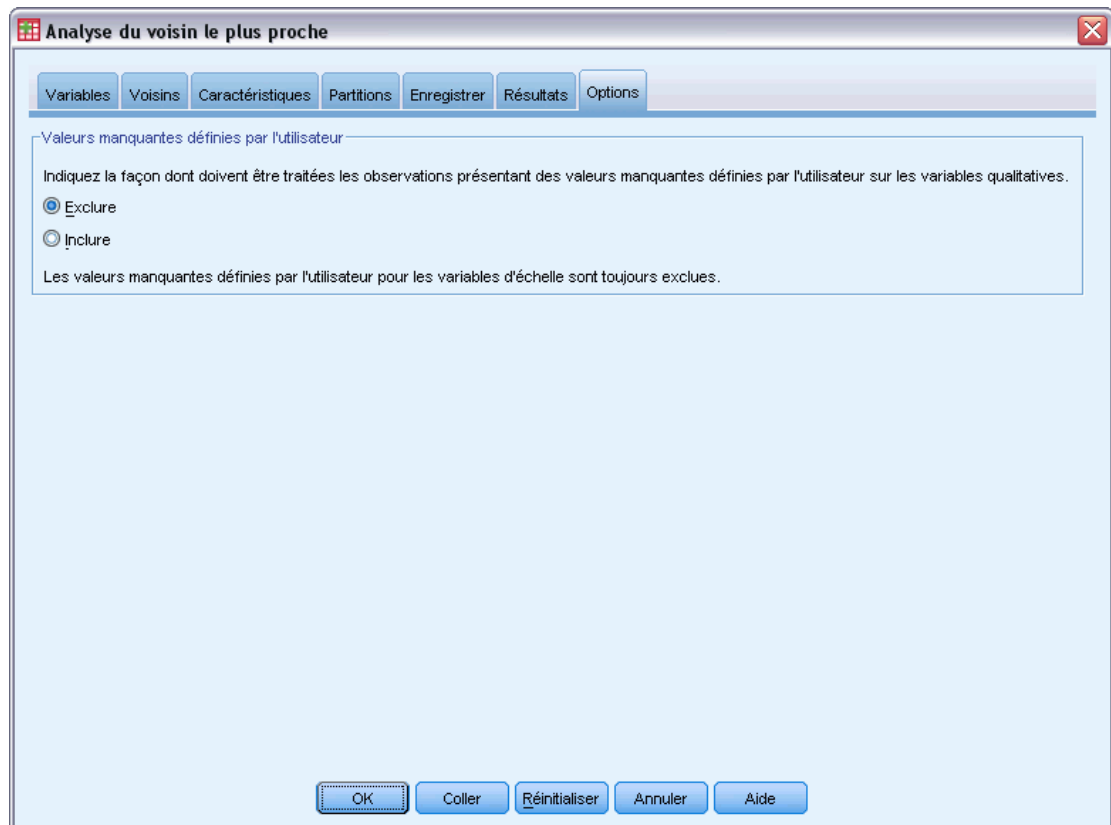 Analyse du voisin le plus proche
Variables Voisins Caractéristiques Partitions Enregistrer Résultats Options
Valeurs manquantes définies par l'utilisateur
Indiquez la façon dont doivent être traitées les observations présentant des valeurs manquantes définies par l'utilisateur sur les variables qualitatives.
Exclure
Inclure
Les valeurs manquantes définies par l'utilisateur pour les variables d'échelle sont toujours exclues.
OK Coller Réinitialiser Annuler Aide